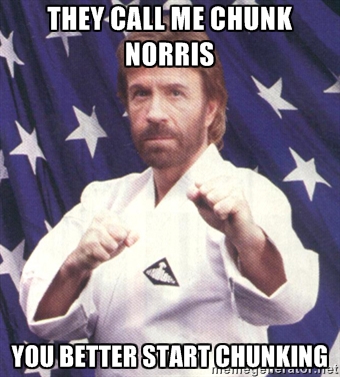 THEY CALL ME CHUNK
NORRIS
YOU BETTER START CHUNKING
memegenerator.net